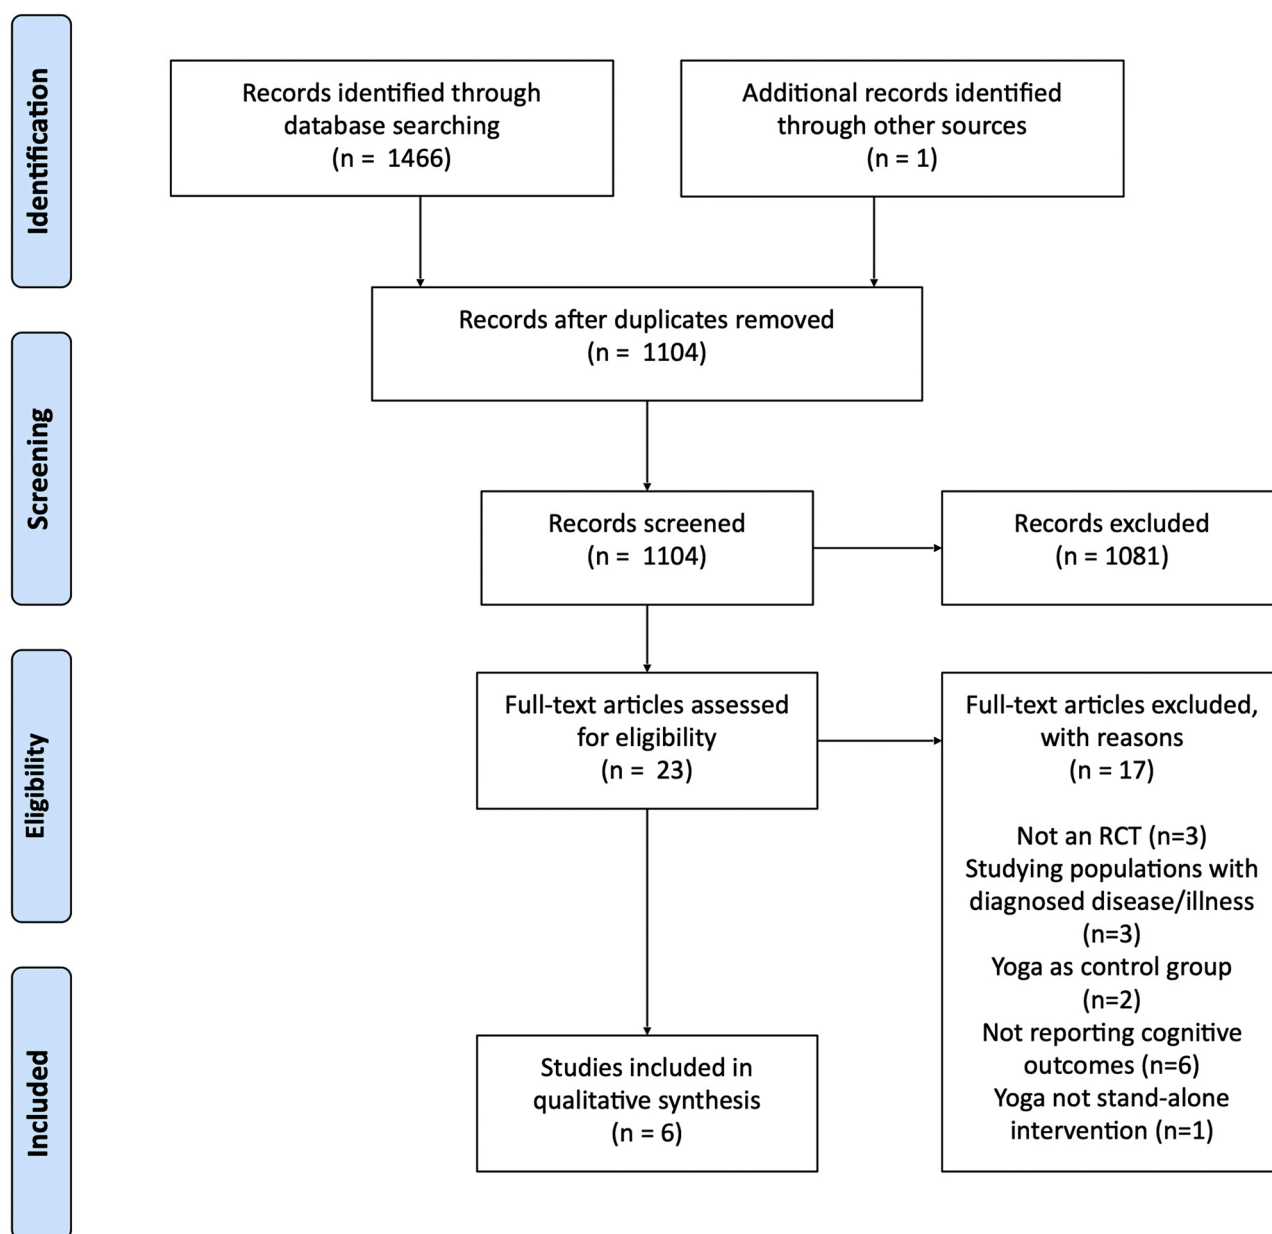 Identification
Records identified through
database searching
(n =  1466)
Additional records identified
through other sources
(n = 1)
Records after duplicates removed
(n =  1104)
Screening
Records screened
(n = 1104)
Records excluded
(n = 1081)
Eligibility
Full-text articles assessed
for eligibility
(n =  23)
Full-text articles excluded,
with reasons
(n = 17)
Not an RCT (n=3)
Studying populations with
diagnosed disease/illness
(n=3)
Yoga as control group
(n=2)
Not reporting cognitive
outcomes (n=6)
Yoga not stand-alone
intervention (n=1)
Included
Studies included in
qualitative synthesis
(n = 6)